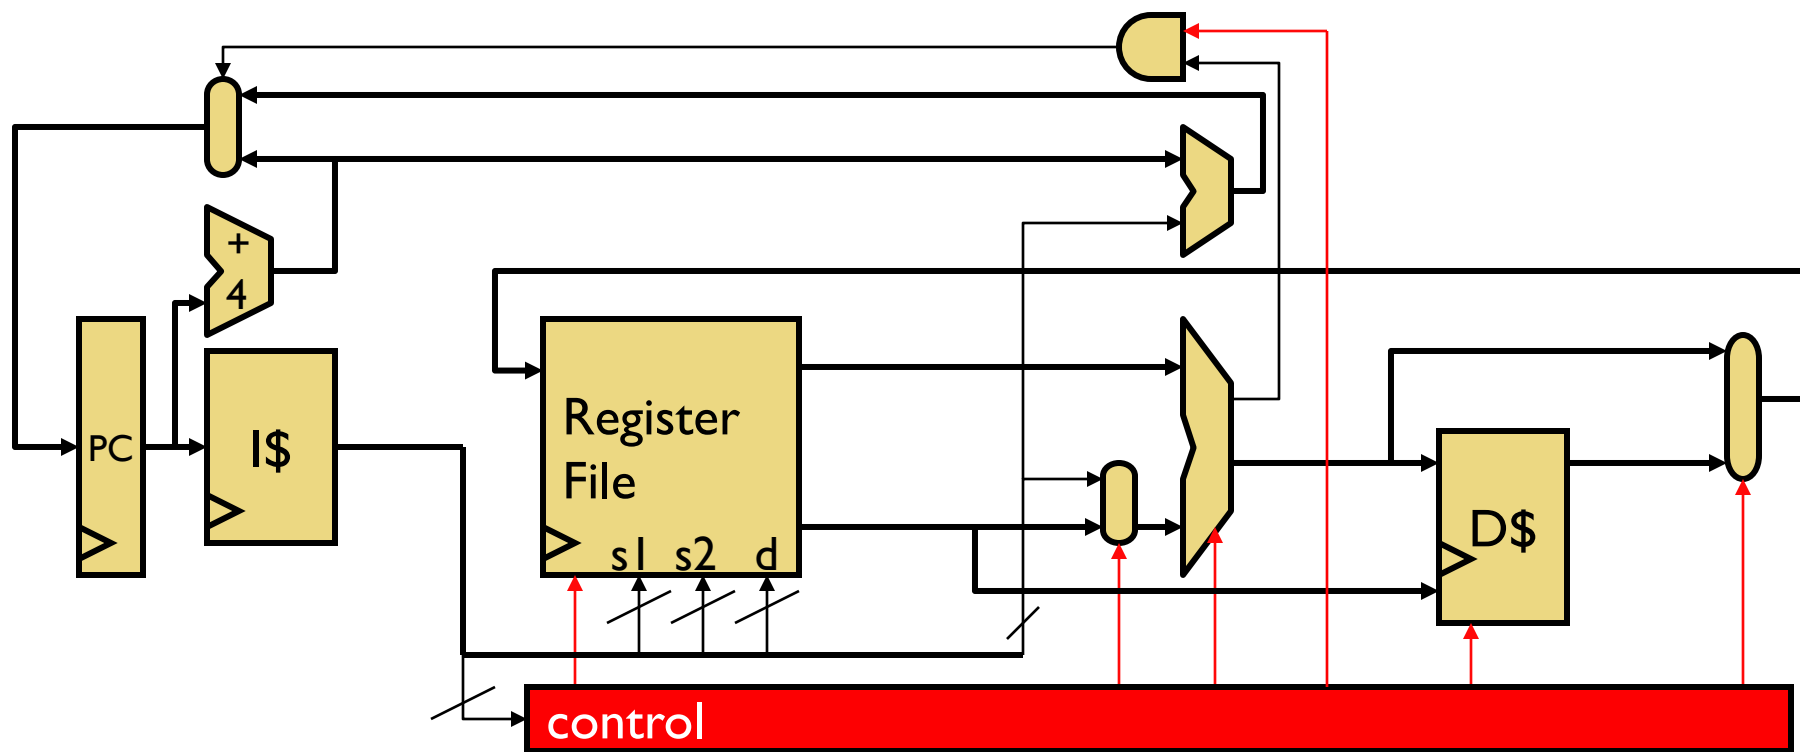 +
4
PC
I$
Register
File
s1 s2 d
D$
control